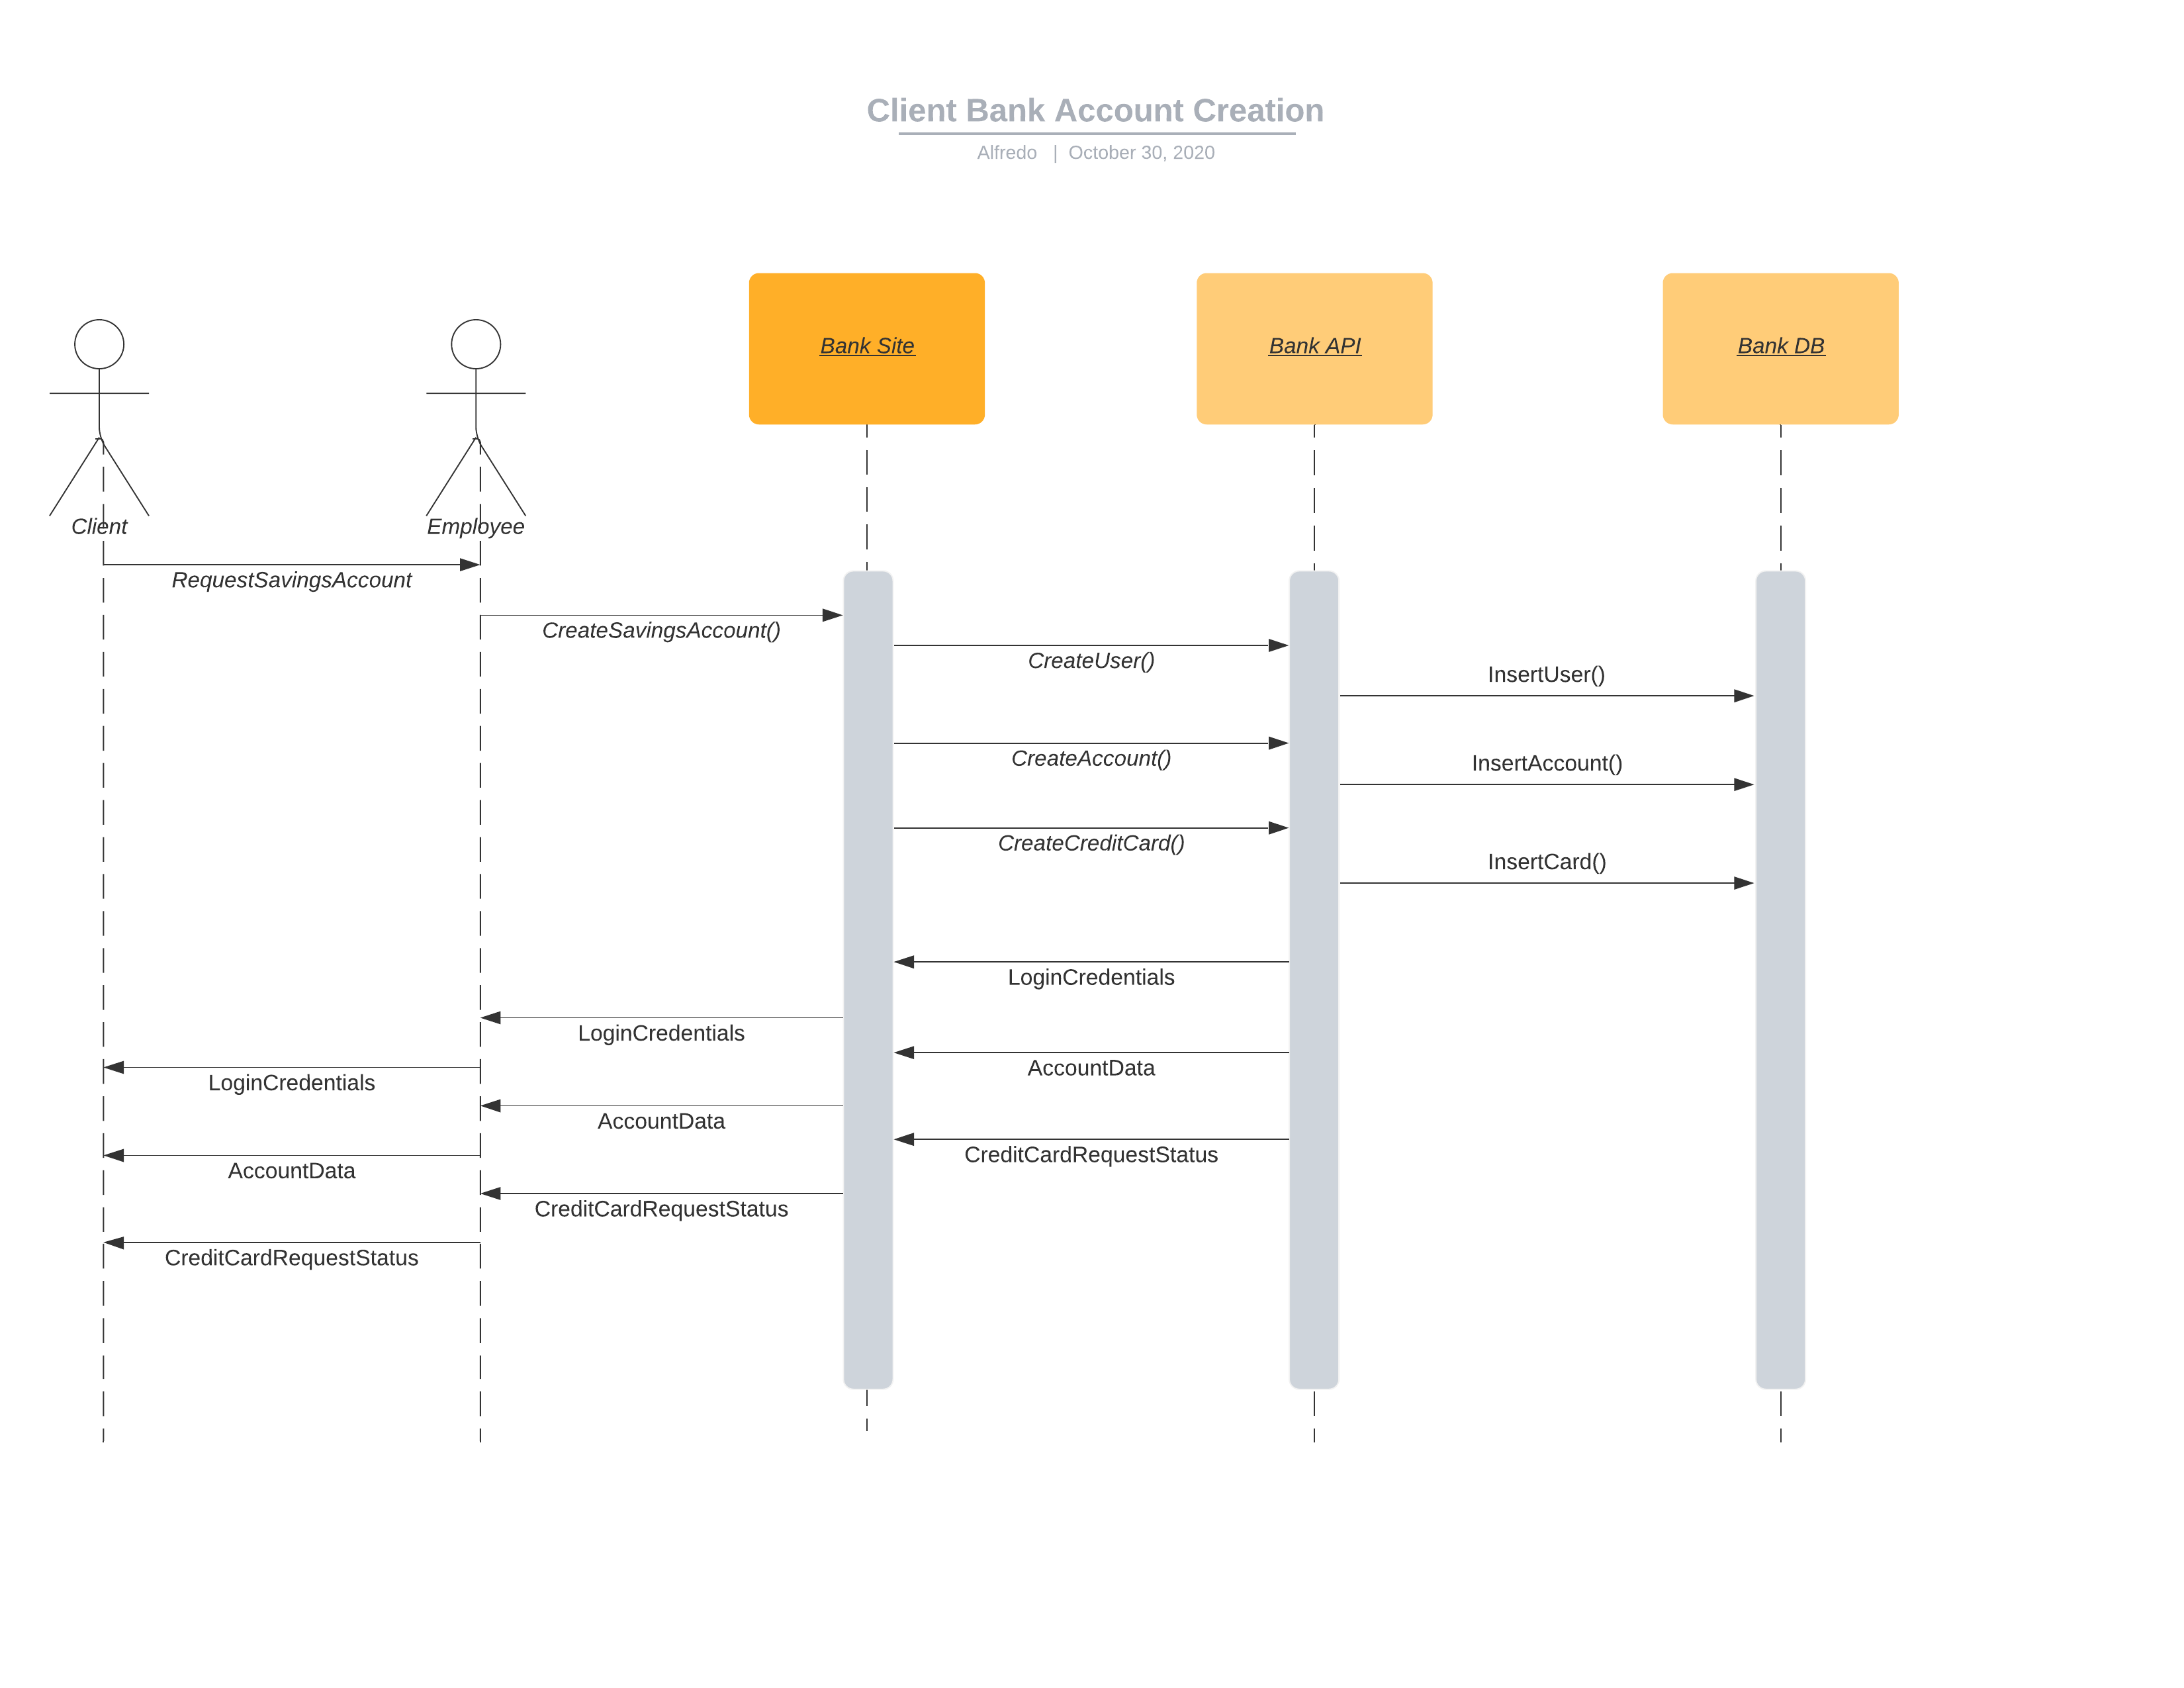 Client Bank Account Creation
Alfredo | October 30, 2020
Bank Site
Bank API
Bank DB
Client
Employee
RequestSavingsAccount
CreateSavingsAccount()
CreateUser()
InsertUser()
CreateAccount()
InsertAccount()
CreateCreditCard()
InsertCard()
LoginCredentials
LoginCredentials
AccountData
LoginCredentials
AccountData
CreditCardRequestStatus
AccountData
CreditCardRequestStatus
CreditCardRequestStatus